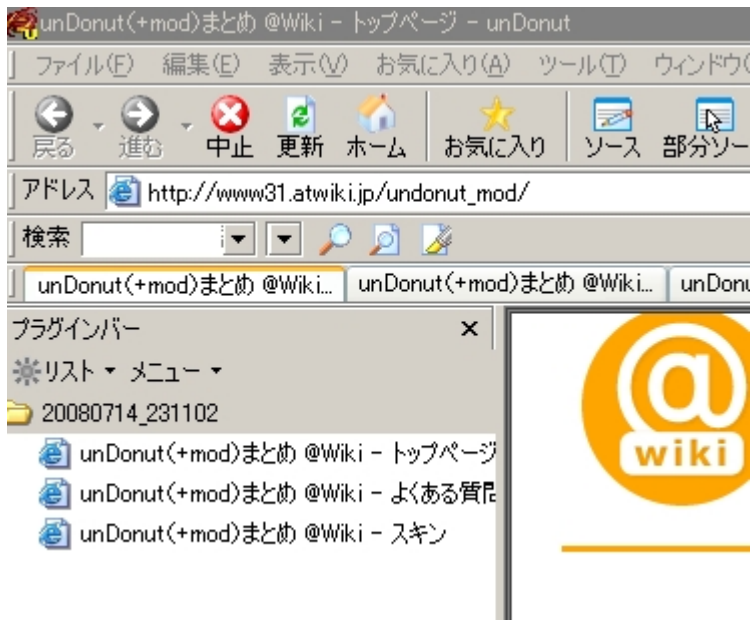 unDonut(+mod)まとめ @Wiki - トップページ - unDonut
ファイル(F) 編集(E) 表示(V) お気に入り(A) ツール(T) ウィンドウ(
戻る 進む 中止 更新 ホーム お気に入り ソース 部分ソー
アドレス http://www31.atwiki.jp/undonut_mod/
検索
unDonut(+mod)まとめ @Wiki... unDonut(+mod)まとめ @Wiki... unDonu
プラグインバー
リスト メニュー
20080714_231102
unDonut(+mod)まとめ @Wiki - トップページ
unDonut(+mod)まとめ @Wiki - よくある質問
unDonut(+mod)まとめ @Wiki - スキン
@
wiki